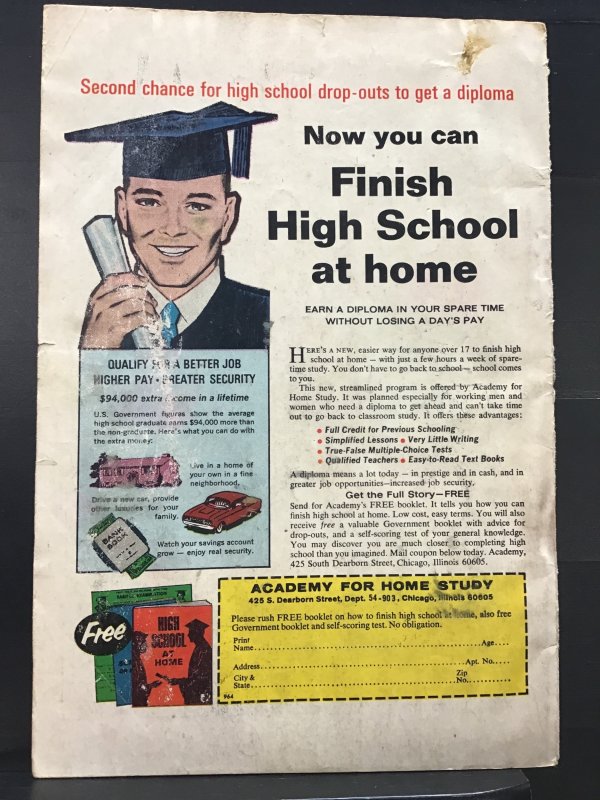 Second chance for high school drop-outs to get a diploma
Now you can
Finish
High School
at home
EARN A DIPLOMA IN YOUR SPARE TIME
WITHOUT LOSING A DAY'S PAY
QUALIFY FOR A BETTER JOB
HIGHER PAY • GREATER SECURITY
$94,000 extra income in a lifetime
U.S. Government figures show the average
high school graduate earns $94,000 more than
the non-graduate. Here's what you can do with
the extra money:
Live in a home of
your own in a fine
neighborhood.
Drive a new car, provide
other luxuries for your
family.
BANK
BOOK
Watch your savings account
grow — enjoy real security.
HERE'S A NEW, easier way for anyone over 17 to finish high
school at home — with just a few hours a week of spare-
time study. You don't have to go back to school — school comes
to you.
This new, streamlined program is offered by Academy for
Home Study. It was planned especially for working men and
women who need a diploma to get ahead and can't take time
out to go back to classroom study. It offers these advantages:
• Full Credit for Previous Schooling
• Simplified Lessons • Very Little Writing
• True-False Multiple-Choice Tests
• Qualified Teachers • Easy-to-Read Text Books
A diploma means a lot today — in prestige and in cash, and in
greater job opportunities—increased job security.
Get the Full Story—FREE
Send for Academy's FREE booklet. It tells you how you can
finish high school at home. Low cost, easy terms. You will also
receive free a valuable Government booklet with advice for
drop-outs, and a self-scoring test of your general knowledge.
You may discover you are much closer to completing high
school than you imagined. Mail coupon below today. Academy,
425 South Dearborn Street, Chicago, Illinois 60605.
Free
HIGH
SCHOOL
AT
HOME
ACADEMY FOR HOME STUDY
425 S. Dearborn Street, Dept. 54-903, Chicago, Illinois 60605
Please rush FREE booklet on how to finish high school at home, also free
Government booklet and self-scoring test. No obligation.
Print
Name Age
Address Apt. No.
City & Zip
State No.
964